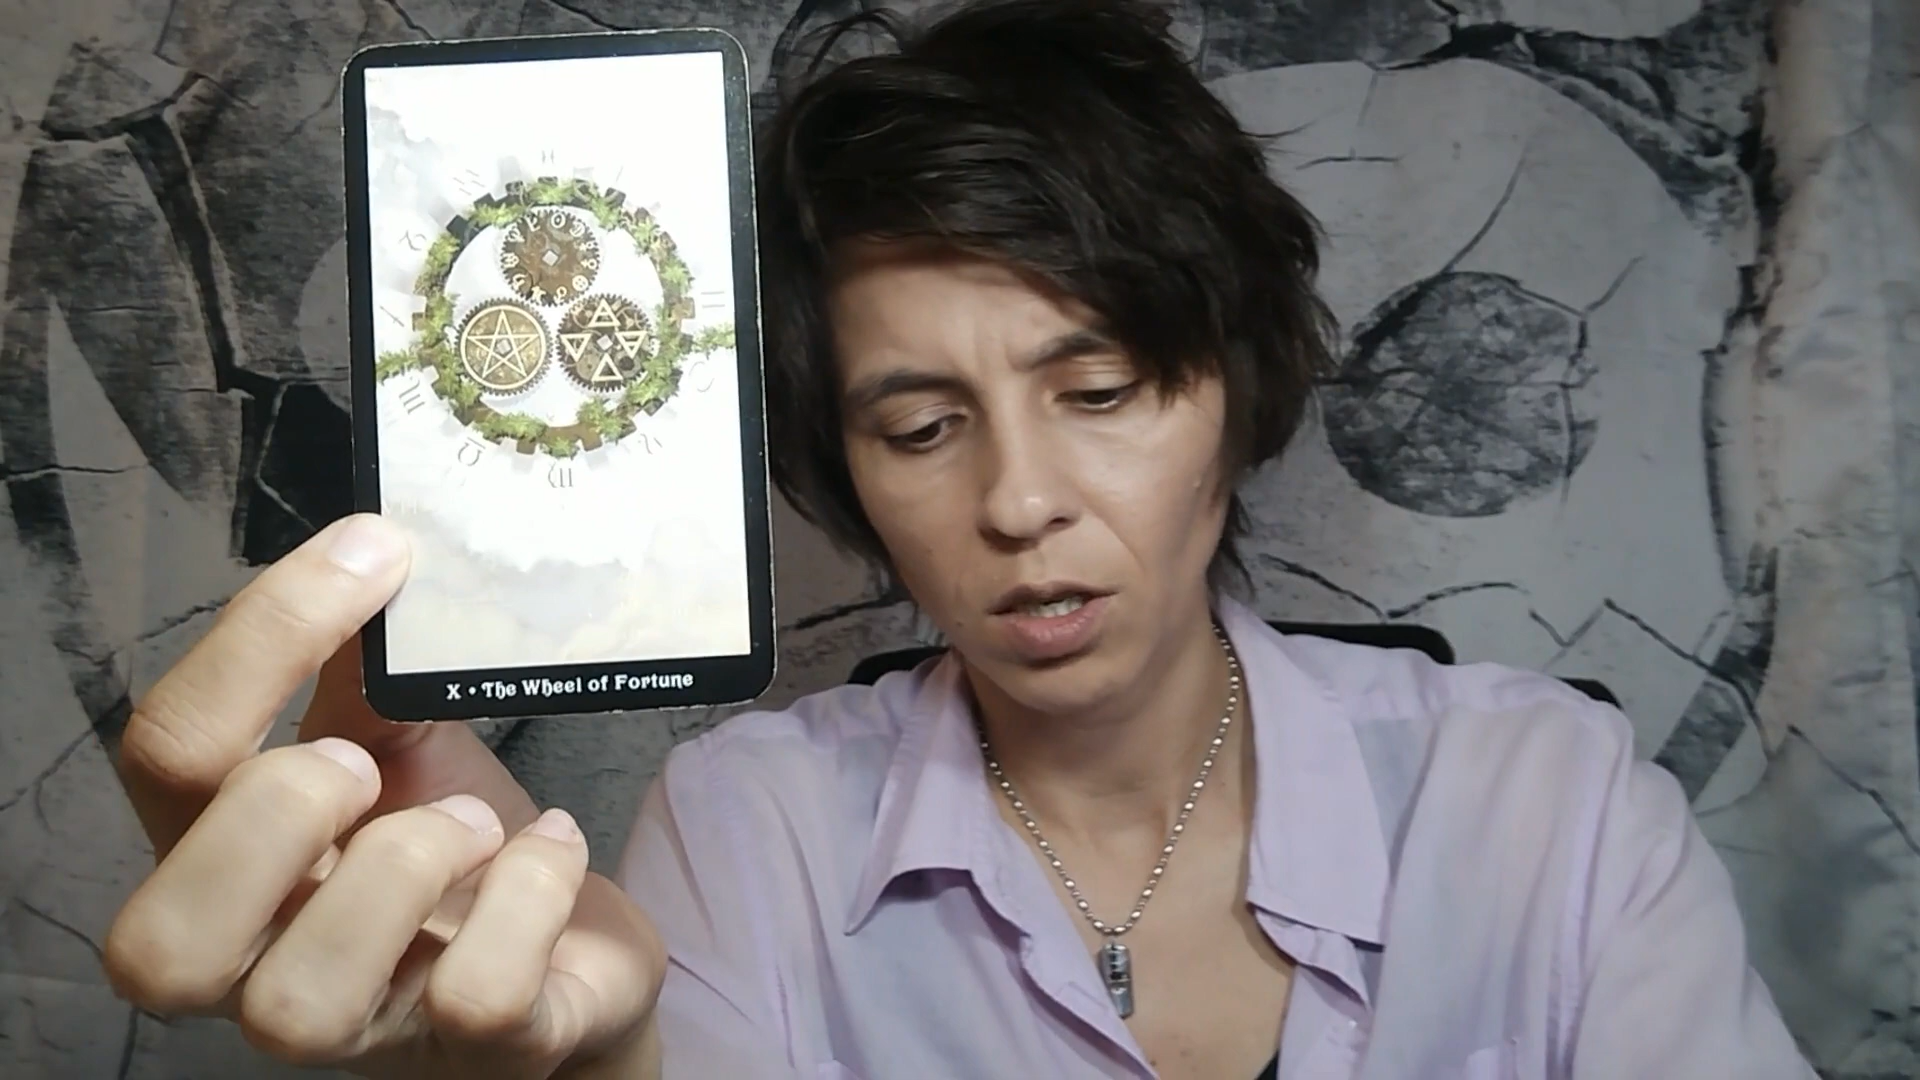 X • The Wheel of Fortune